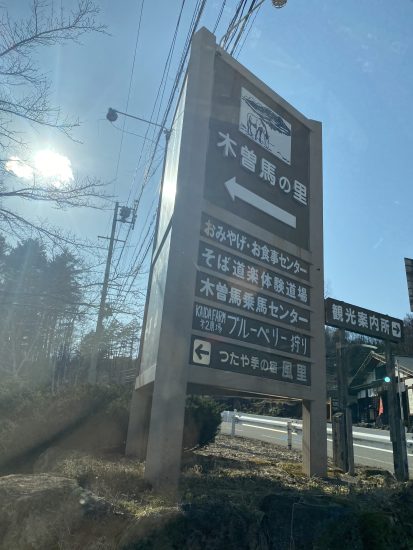 木曽馬の里
おみやげ・お食事センター
そば道楽体験道場
木曽馬乗馬センター
ブルーベリー狩り
つたや季の宿 風里
観光案内所